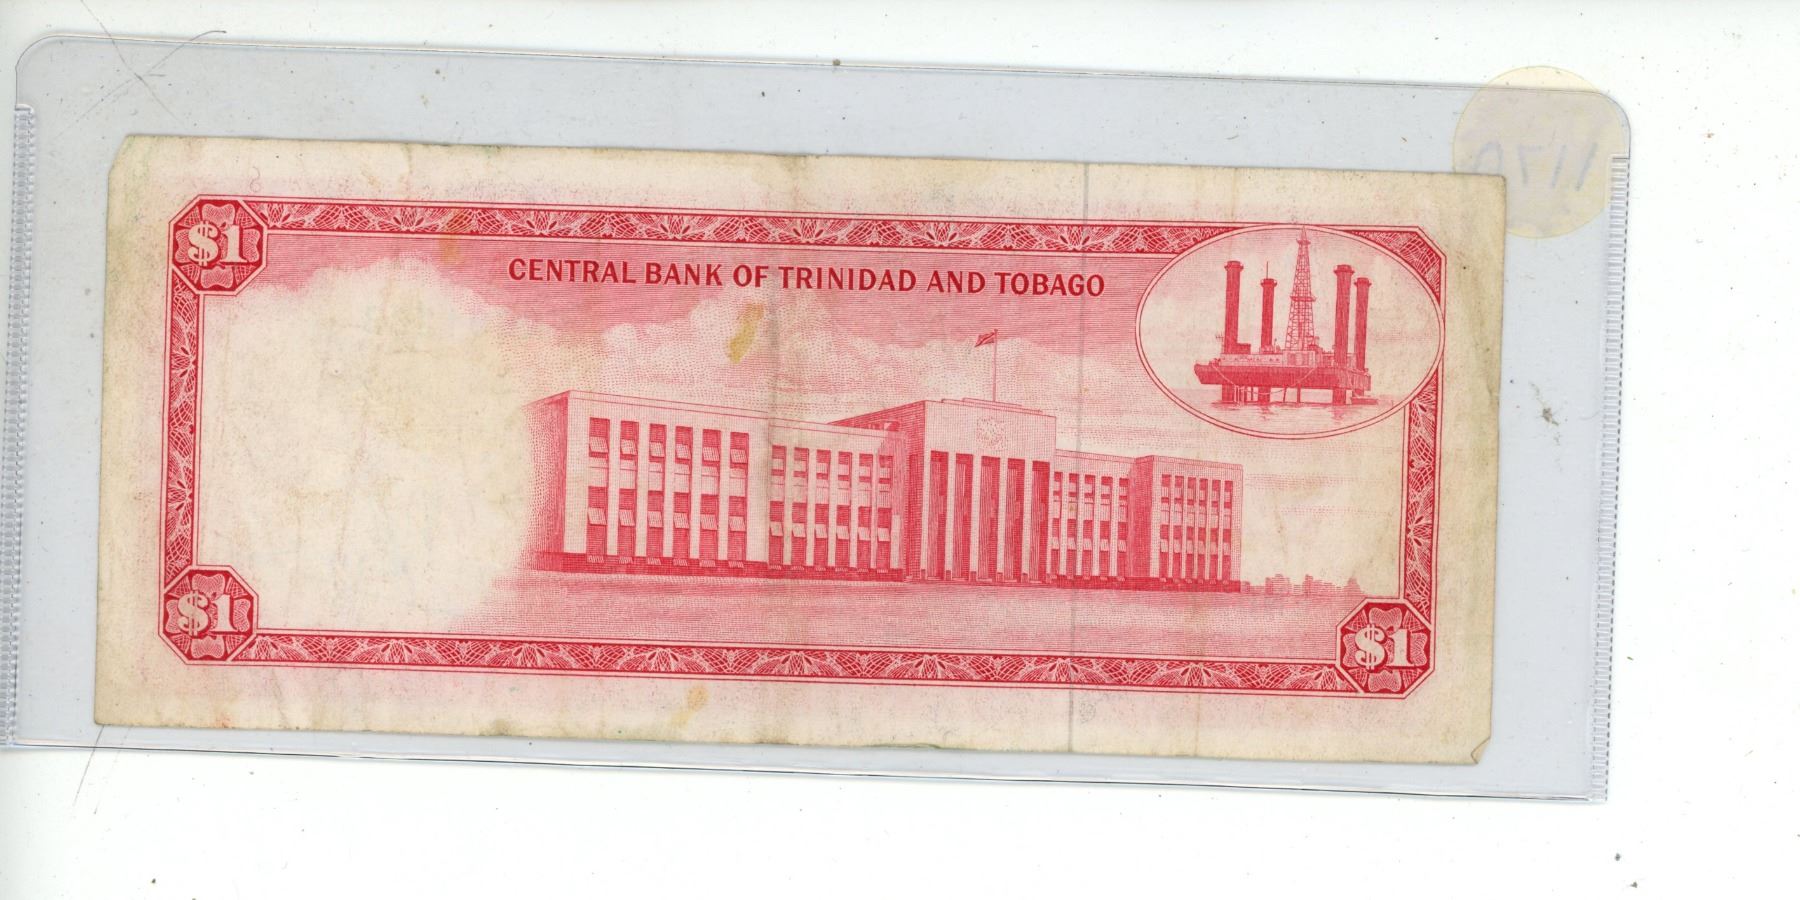 $1
CENTRAL BANK OF TRINIDAD AND TOBAGO
$1
$1